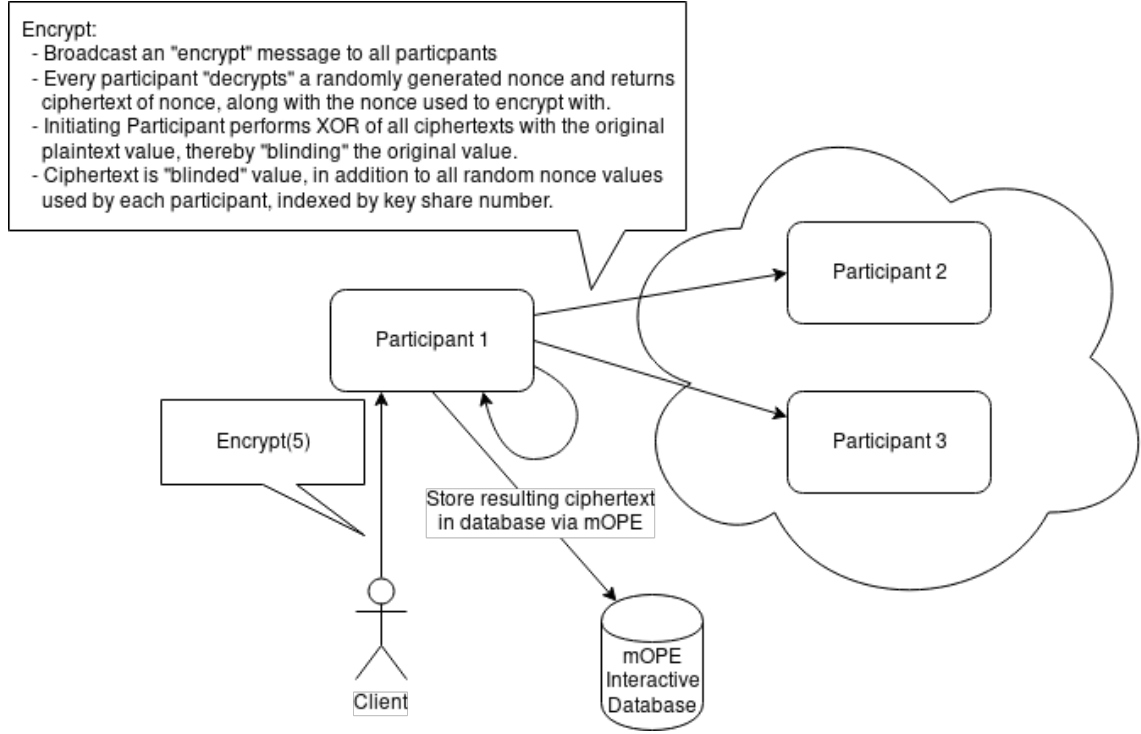 Encrypt:
- Broadcast an "encrypt" message to all particpants
- Every participant "decrypts" a randomly generated nonce and returns
ciphertext of nonce, along with the nonce used to encrypt with.
- Initiating Participant performs XOR of all ciphertexts with the original
plaintext value, thereby "blinding" the original value.
- Ciphertext is "blinded" value, in addition to all random nonce values
used by each participant, indexed by key share number.
Participant 2
Participant 1
Participant 3
Encrypt(5)
Store resulting ciphertext
in database via mOPE
mOPE
Interactive
Database
Client